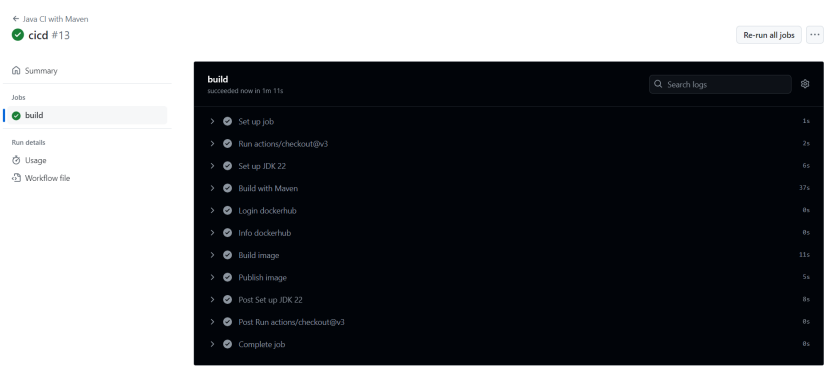 Java CI with Maven
cicd #13
Re-run all jobs
Summary
Jobs
build
Run details
Usage
Workflow file
build
succeeded now in 1m 11s
Search logs
Set up job 1s
Run actions/checkout@v3 2s
Set up JDK 22 6s
Build with Maven 37s
Login dockerhub 0s
Info dockerhub 0s
Build image 11s
Publish image 5s
Post Set up JDK 22 0s
Post Run actions/checkout@v3 0s
Complete job 0s